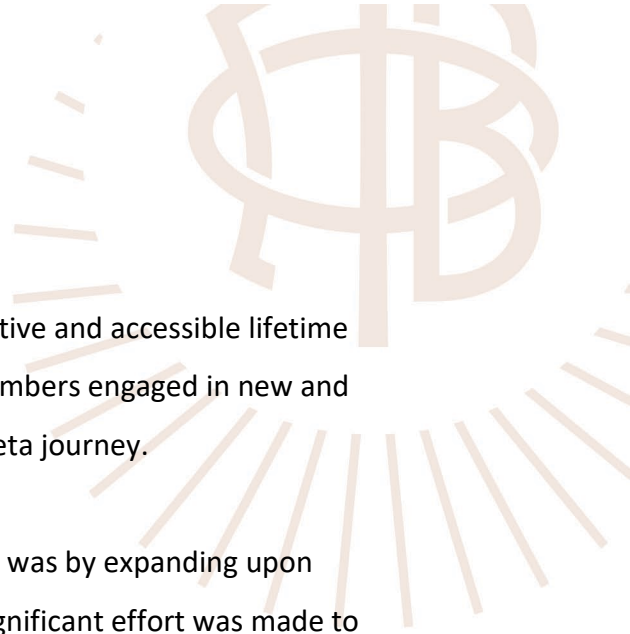 tive and accessible lifetime
mbers engaged in new and
eta journey.
was by expanding upon
gnificant effort was made to